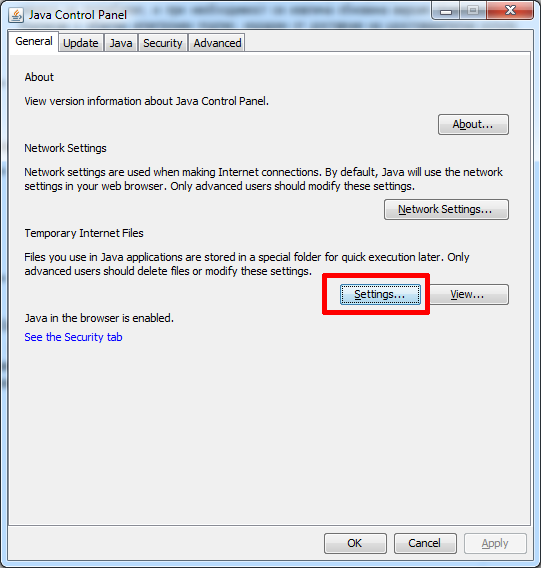 Java Control Panel
General Update Java Security Advanced
About
View version information about Java Control Panel.
About...
Network Settings
Network settings are used when making Internet connections. By default, Java will use the network
settings in your web browser. Only advanced users should modify these settings.
Network Settings...
Temporary Internet Files
Files you use in Java applications are stored in a special folder for quick execution later. Only
advanced users should delete files or modify these settings.
Settings... View...
Java in the browser is enabled.
See the Security tab
OK Cancel Apply